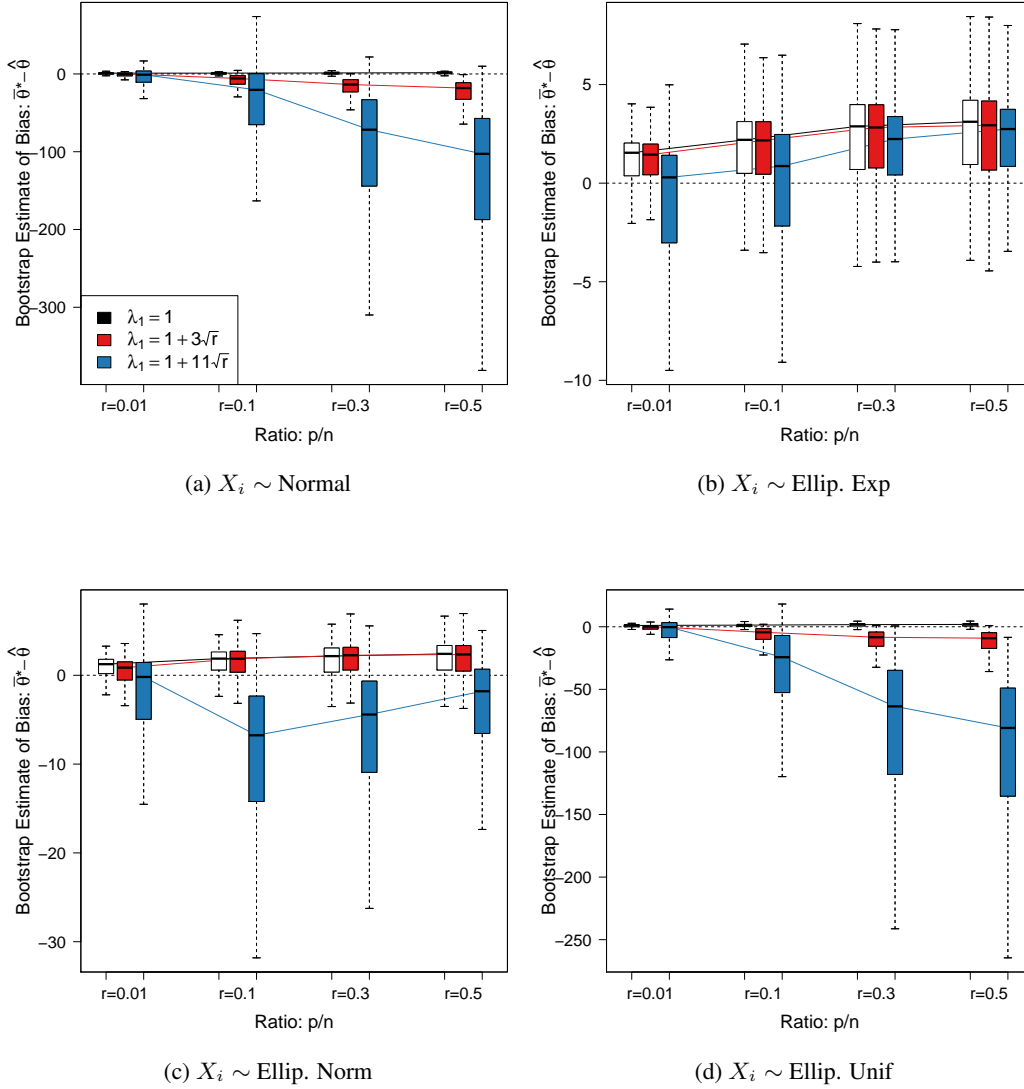 Bootstrap Estimate of Bias: θ̄*−θ̂
0
−100
−200
−300
λ₁ = 1
λ₁ = 1 + 3√r
λ₁ = 1 + 11√r
r=0.01 r=0.1 r=0.3 r=0.5
Ratio: p/n
(a) Xᵢ ∼ Normal
Bootstrap Estimate of Bias: θ̄*−θ̂
5
0
−5
−10
r=0.01 r=0.1 r=0.3 r=0.5
Ratio: p/n
(b) Xᵢ ∼ Ellip. Exp
Bootstrap Estimate of Bias: θ̄*−θ̂
5
0
−10
−20
−30
r=0.01 r=0.1 r=0.3 r=0.5
Ratio: p/n
(c) Xᵢ ∼ Ellip. Norm
Bootstrap Estimate of Bias: θ̄*−θ̂
0
−50
−100
−150
−200
−250
r=0.01 r=0.1 r=0.3 r=0.5
Ratio: p/n
(d) Xᵢ ∼ Ellip. Unif